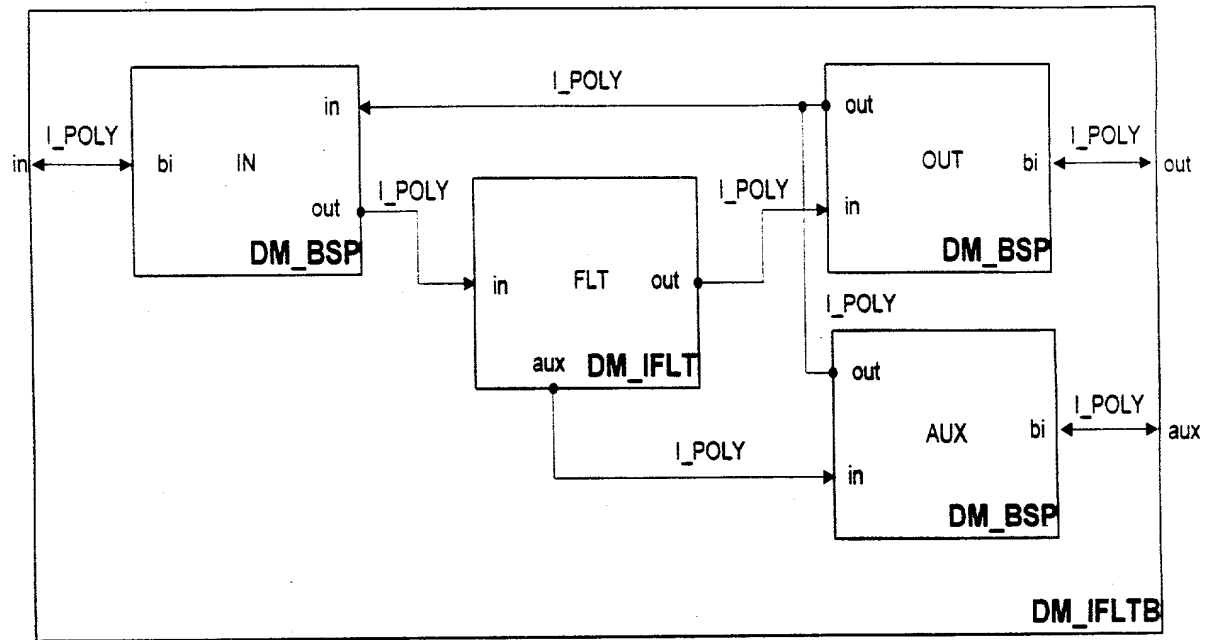 I_POLY
in
out
in
I_POLY
bi
IN
OUT
bi
I_POLY
in
out
out
I_POLY
I_POLY
in
DM_BSP
DM_BSP
in
FLT
out
I_POLY
aux
DM_IFLT
out
I_POLY
AUX
bi
aux
I_POLY
in
DM_BSP
DM_IFLTB